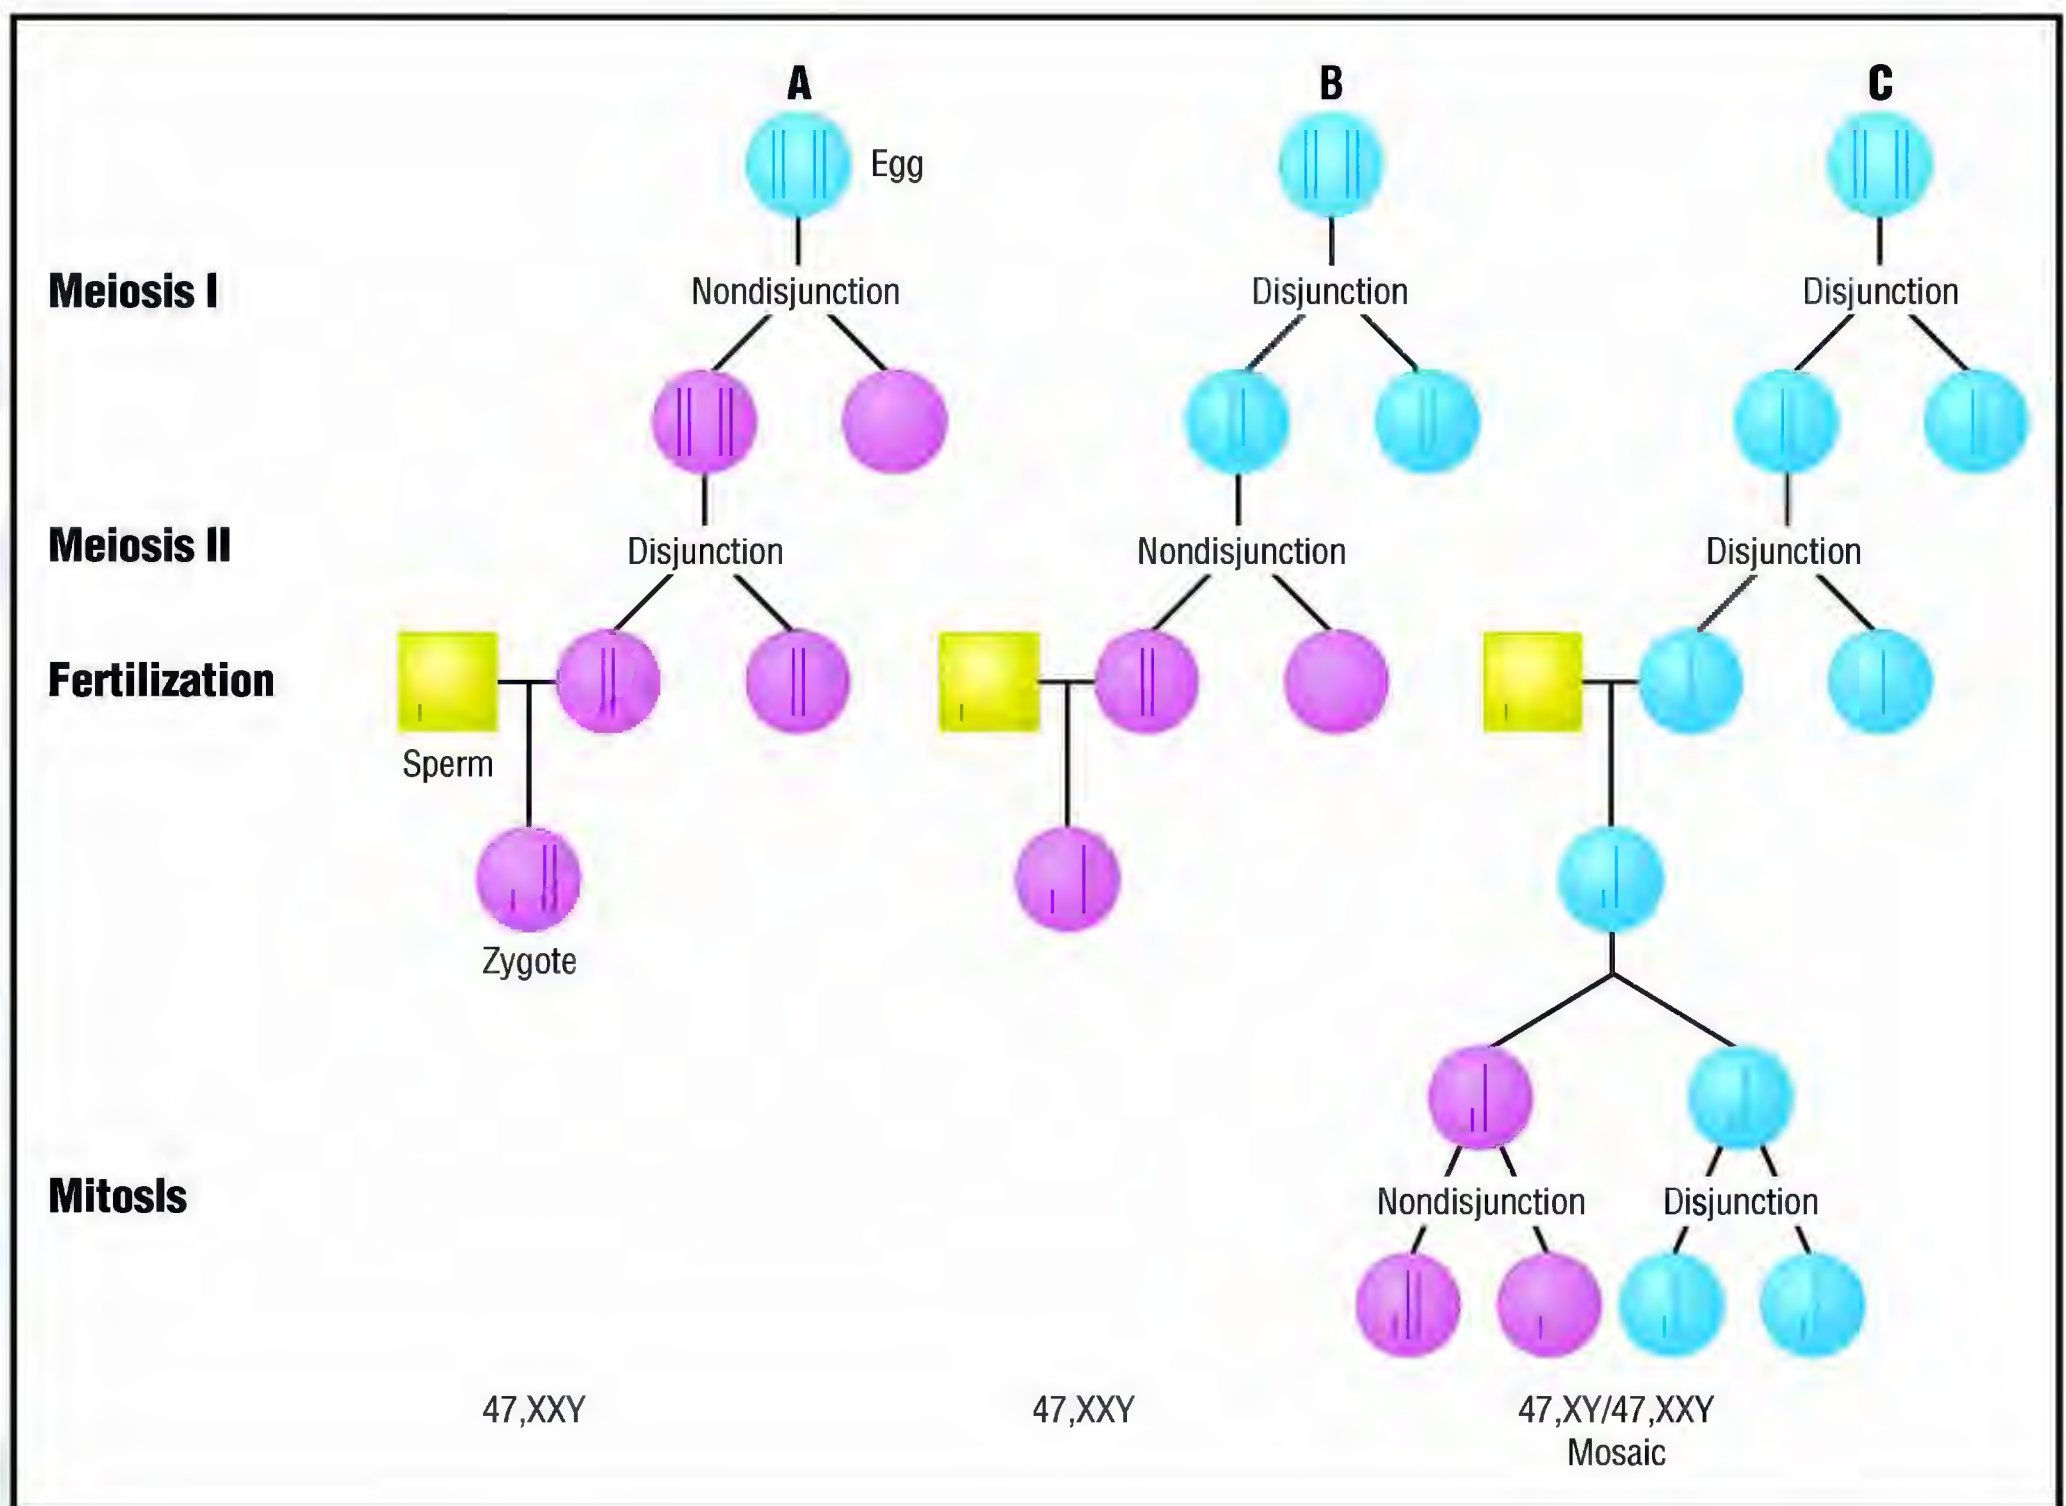 A B C
Egg
Meiosis I Nondisjunction Disjunction Disjunction
Meiosis II Disjunction Nondisjunction Disjunction
Fertilization
Sperm
Zygote
MitosIs Nondisjunction Disjunction
47,XXY 47,XXY 47,XY/47,XXY
Mosaic